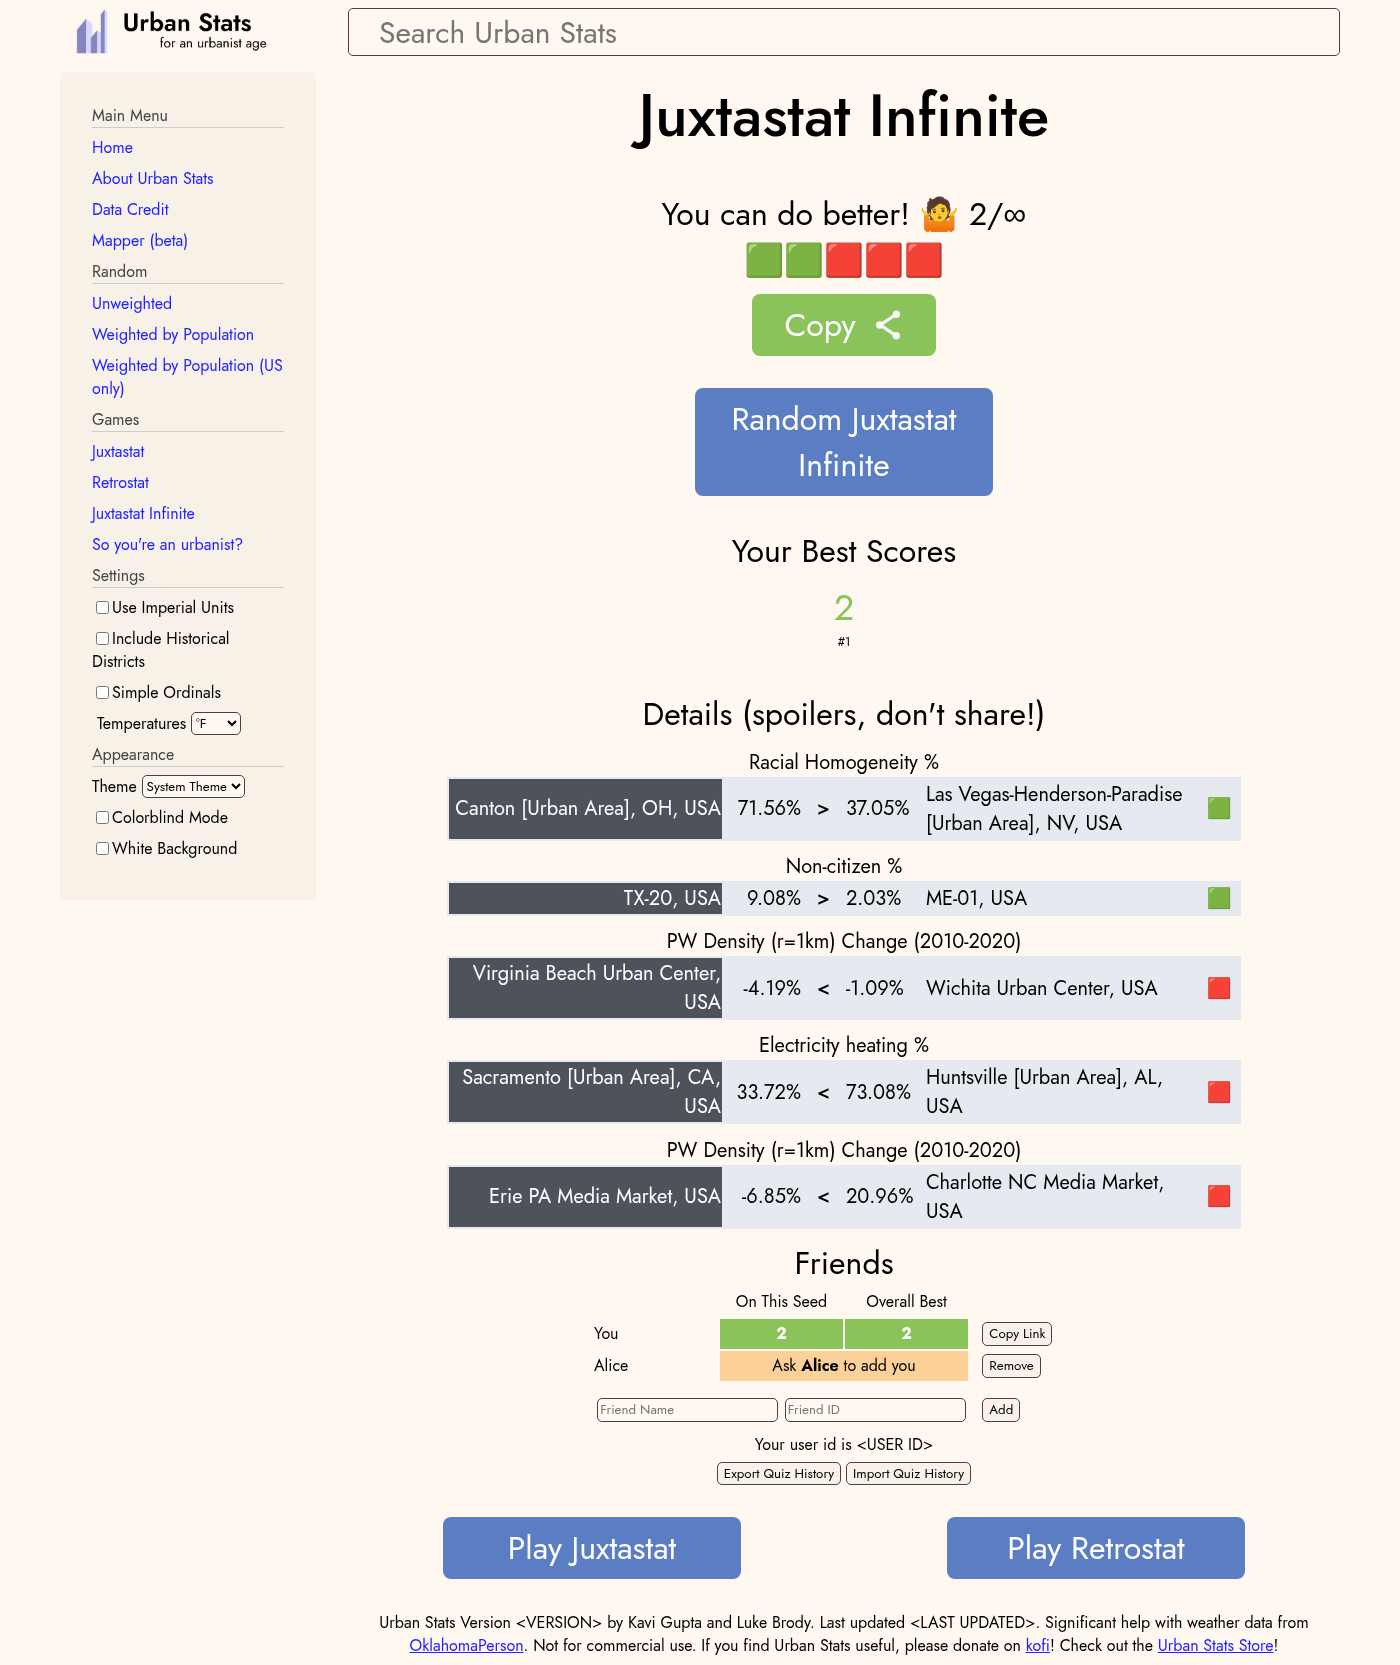 Urban Stats
for an urbanist age
Search Urban Stats
Main Menu
Home
About Urban Stats
Data Credit
Mapper (beta)
Random
Unweighted
Weighted by Population
Weighted by Population (US
only)
Games
Juxtastat
Retrostat
Juxtastat Infinite
So you're an urbanist?
Settings
Use Imperial Units
Include Historical
Districts
Simple Ordinals
Temperatures °F
Appearance
Theme System Theme
Colorblind Mode
White Background
Juxtastat Infinite
You can do better! 🤷 2/∞
🟩🟩🟥🟥🟥
Copy
Random Juxtastat
Infinite
Your Best Scores
2
#1
Details (spoilers, don't share!)
Racial Homogeneity %
Canton [Urban Area], OH, USA 71.56% > 37.05% Las Vegas-Henderson-Paradise
[Urban Area], NV, USA 🟩
Non-citizen %
TX-20, USA 9.08% > 2.03% ME-01, USA 🟩
PW Density (r=1km) Change (2010-2020)
Virginia Beach Urban Center,
USA -4.19% < -1.09% Wichita Urban Center, USA 🟥
Electricity heating %
Sacramento [Urban Area], CA,
USA 33.72% < 73.08% Huntsville [Urban Area], AL,
USA 🟥
PW Density (r=1km) Change (2010-2020)
Erie PA Media Market, USA -6.85% < 20.96% Charlotte NC Media Market,
USA 🟥
Friends
On This Seed Overall Best
You 2 2 Copy Link
Alice Ask Alice to add you Remove
Friend Name Friend ID Add
Your user id is <USER ID>
Export Quiz History Import Quiz History
Play Juxtastat Play Retrostat
Urban Stats Version <VERSION> by Kavi Gupta and Luke Brody. Last updated <LAST UPDATED>. Significant help with weather data from
OklahomaPerson. Not for commercial use. If you find Urban Stats useful, please donate on kofi! Check out the Urban Stats Store!